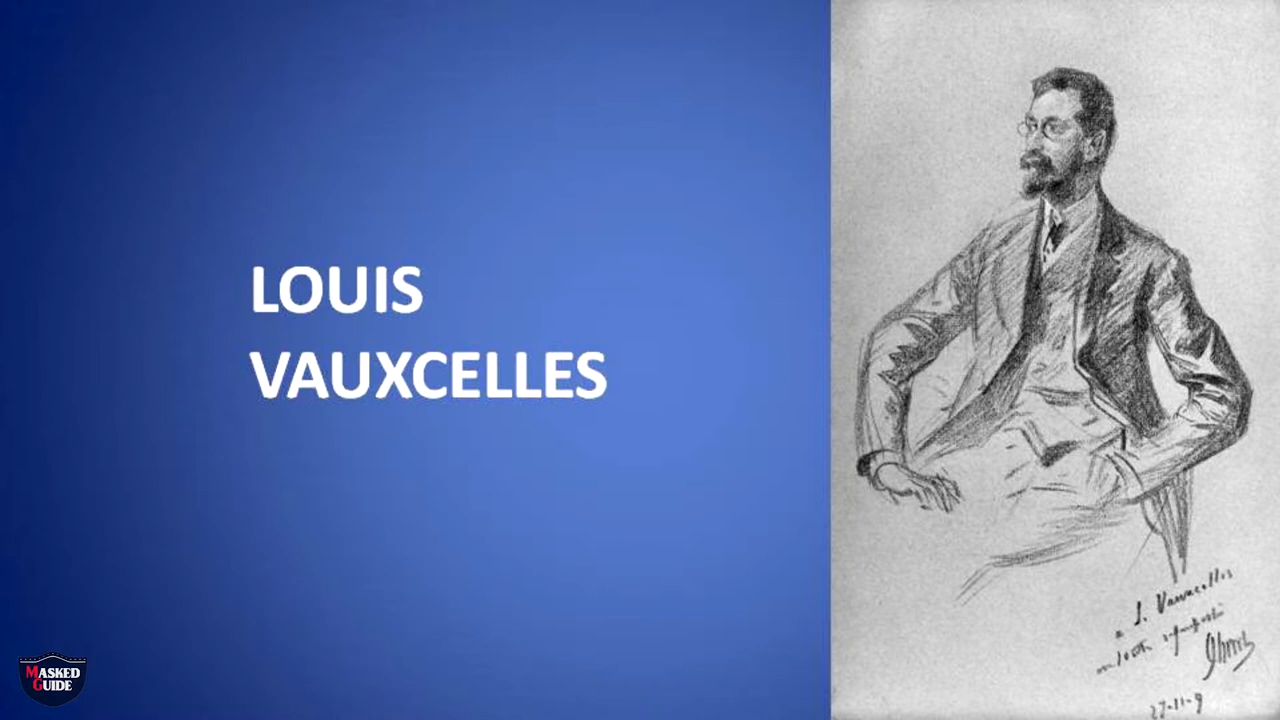 LOUIS
VAUXCELLES
MASKED
GUIDE
a L. Vauxcelles
27-11-9